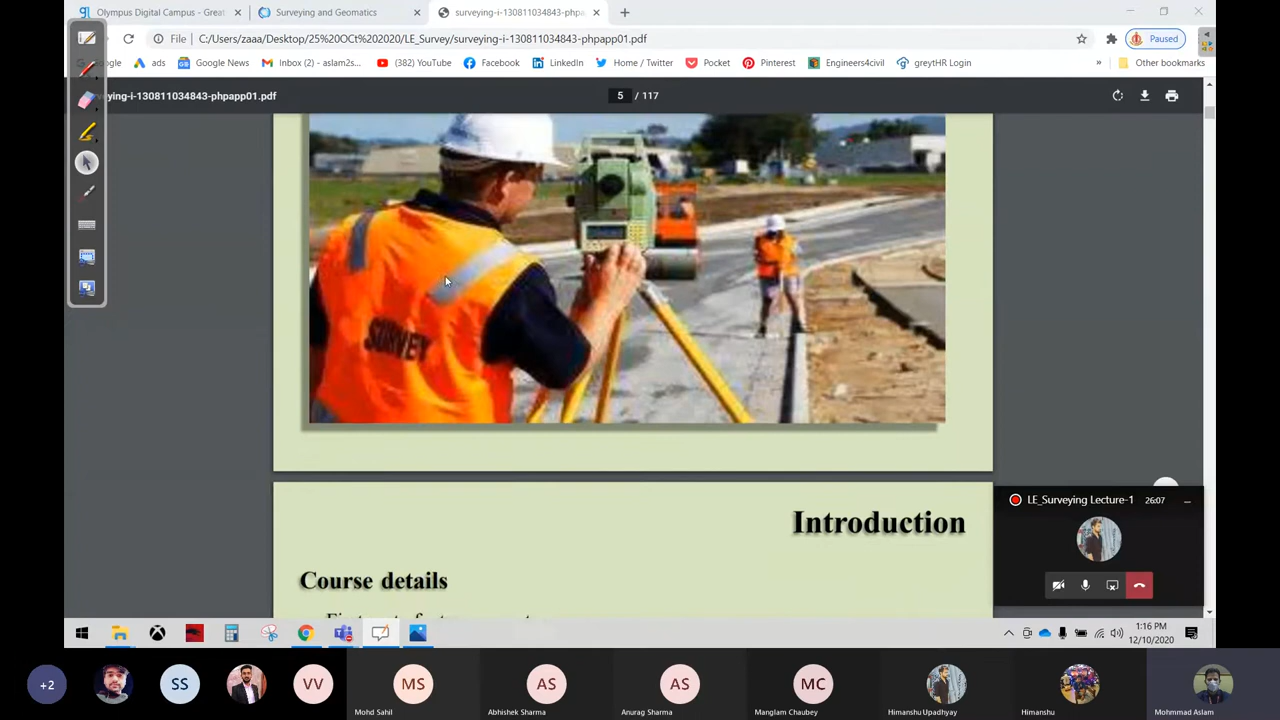 Olympus Digital Campus - Great
Surveying and Geomatics
surveying-i-130811034843-phpa
File
C:/Users/zaaa/Desktop/25%20OCt%202020/LE_Survey/surveying-i-130811034843-phpapp01.pdf
Paused
ads
Google News
Inbox (2) - aslam2s...
(382) YouTube
Facebook
LinkedIn
Home / Twitter
Pocket
Pinterest
Engineers4civil
greytHR Login
»
Other bookmarks
eying-i-130811034843-phpapp01.pdf
5 / 117
SURVEY
LE_Surveying Lecture-1
26:07
Introduction
Course details
1:16 PM
12/10/2020
+2
SS
VV
MS
Mohd Sahil
AS
Abhishek Sharma
AS
Anurag Sharma
MC
Manglam Chaubey
Himanshu Upadhyay
Himanshu
Mohmmad Aslam